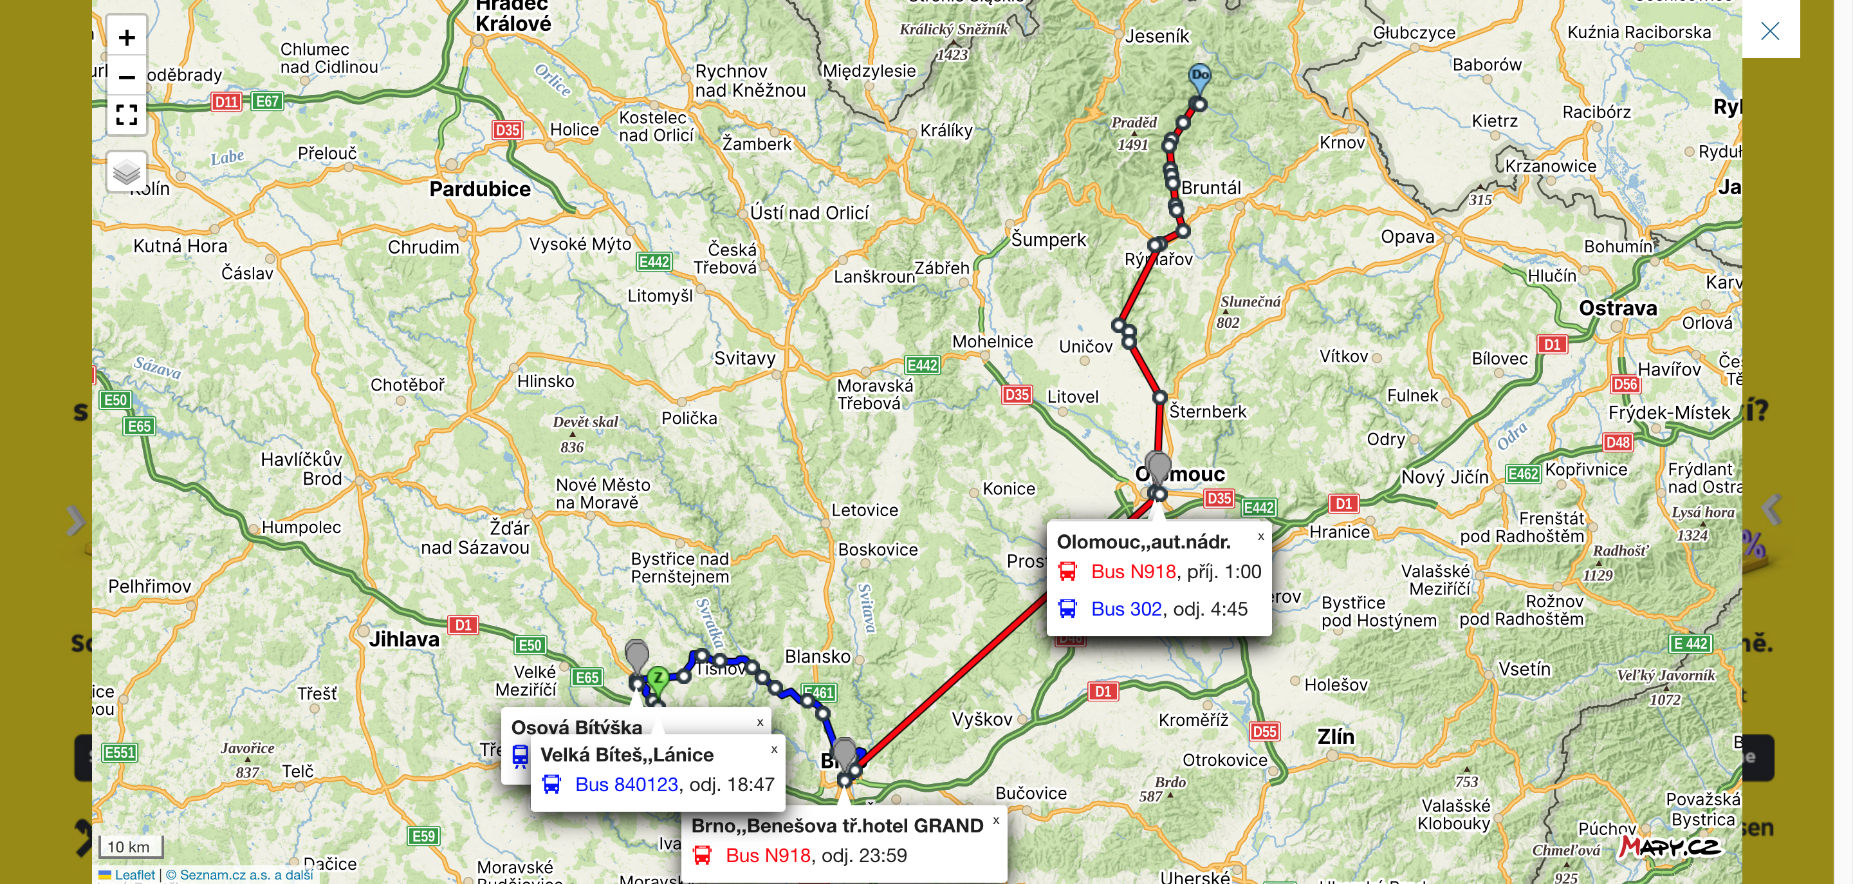 Hradec
Králové
Králický Sněžník
1423
Jeseník
Głubczyce
Kuźnia Raciborska
Chlumec
nad Cidlinou
Rychnov
nad Kněžnou
Międzylesie
Baborów
Orlice
Do
D11
E67
D35
Holice
Kostelec
nad Orlicí
Žamberk
Králíky
Praděd
1491
Krnov
Kietrz
Racibórz
Krzanowice
Labe
Přelouč
Pardubice
Bruntál
315
Ústí nad Orlicí
Kutná Hora
Chrudim
Vysoké Mýto
Česká
Třebová
E442
Šumperk
Opava
Bohumín
Čáslav
Lanškroun
Zábřeh
Hlučín
Litomyšl
Slunečná
802
Ostrava
Orlová
Sázava
Svitavy
Mohelnice
Uničov
D1
Vítkov
Bílovec
E442
Havířov
Chotěboř
Hlinsko
Moravská
Třebová
D35
Litovel
D56
E50
E65
Polička
Šternberk
Fulnek
Frýdek-Místek
Devět skal
836
Odry
Odra
D48
Havlíčkův
Brod
Olomouc
Nový Jičín
E462
Kopřivnice
Frýdlant
Nové Město
na Moravě
Konice
D35
E442
D1
Letovice
Humpolec
Žďár
nad Sázavou
Hranice
Frenštát
pod Radhoštěm
Lysá hora
1324
Boskovice
Bystřice nad
Pernštejnem
Olomouc,,aut.nádr.
x
Bus N918, příj. 1:00
Bus 302, odj. 4:45
Radhošť
1129
Valašské
Meziříčí
Pelhřimov
Svratka
Svitava
Bystřice
pod Hostýnem
Rožnov
pod Radhoštěm
Jihlava
D1
E50
E 442
Velké
Meziříčí
E65
Z
Tišnov
Blansko
Vsetín
Veľký Javorník
1072
Třešť
E461
D1
Holešov
Vyškov
Kroměříž
D55
Zlín
Osová Bítýška
x
Velká Bíteš,,Lánice
x
Bus 840123, odj. 18:47
E551
Javořice
837
Telč
Otrokovice
Brdo
587
753
Bučovice
Valašské
Klobouky
Považská
Bystrica
Brno,,Benešova tř.hotel GRAND
x
Bus N918, odj. 23:59
E59
Púchov
MAPY.CZ
10 km
Dačice
Moravské
Chmeľová
925
Leaflet | © Seznam.cz a.s. a další
Uherské